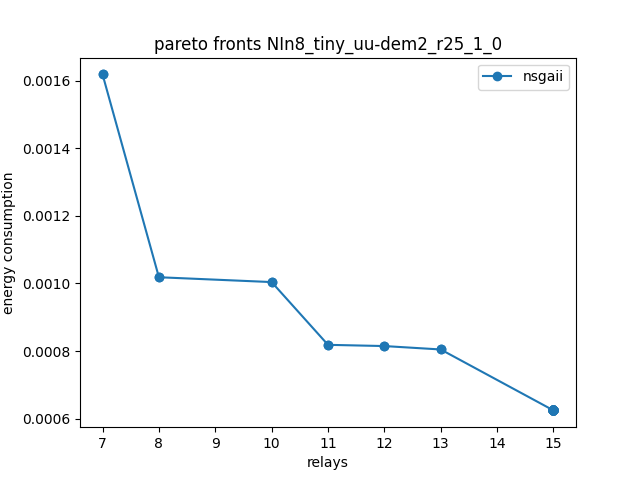 pareto fronts NIn8_tiny_uu-dem2_r25_1_0
nsgaii
energy consumption
0.0016
0.0014
0.0012
0.0010
0.0008
0.0006
7 8 9 10 11 12 13 14 15
relays